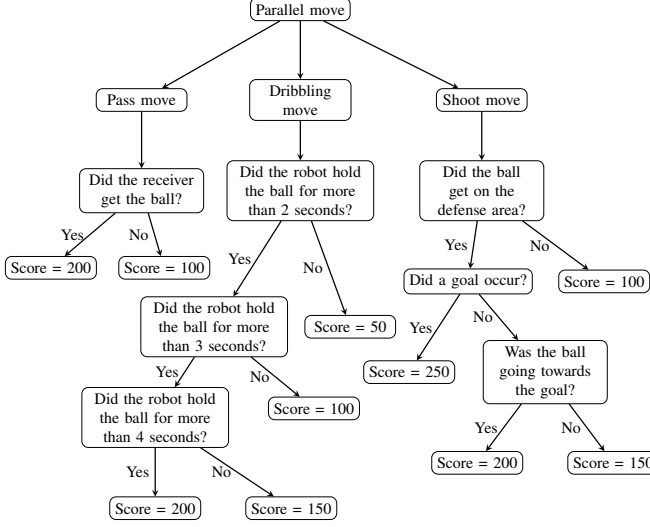 Parallel move
Pass move
Dribbling
move
Shoot move
Did the receiver
get the ball?
Did the robot hold
the ball for more
than 2 seconds?
Did the ball
get on the
defense area?
Yes
No
Yes
No
Yes
No
Score = 200
Score = 100
Did a goal occur?
Score = 100
Did the robot hold
the ball for more
than 3 seconds?
Score = 50
Yes
No
Score = 250
Was the ball
going towards
the goal?
Yes
No
Did the robot hold
the ball for more
than 4 seconds?
Score = 100
Yes
No
Score = 200
Score = 150
Yes
No
Score = 200
Score = 150